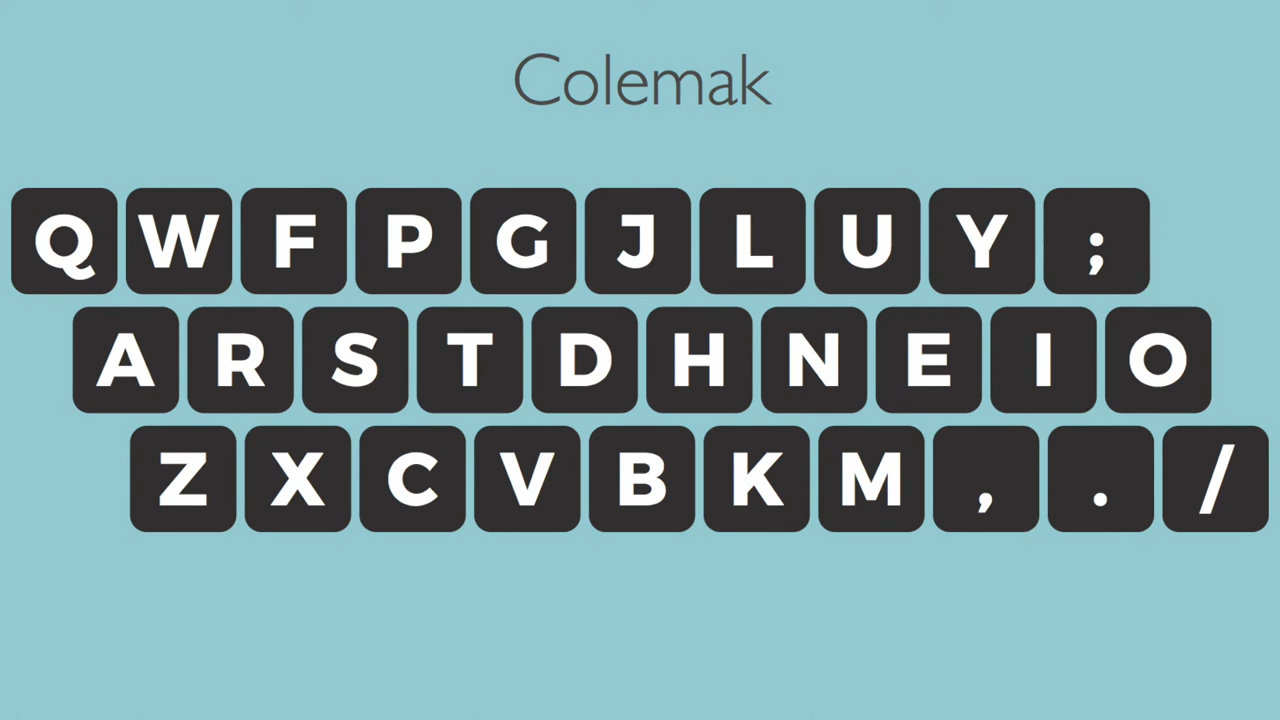 Colemak
Q W F P G J L U Y ;
A R S T D H N E I O
Z X C V B K M , . /